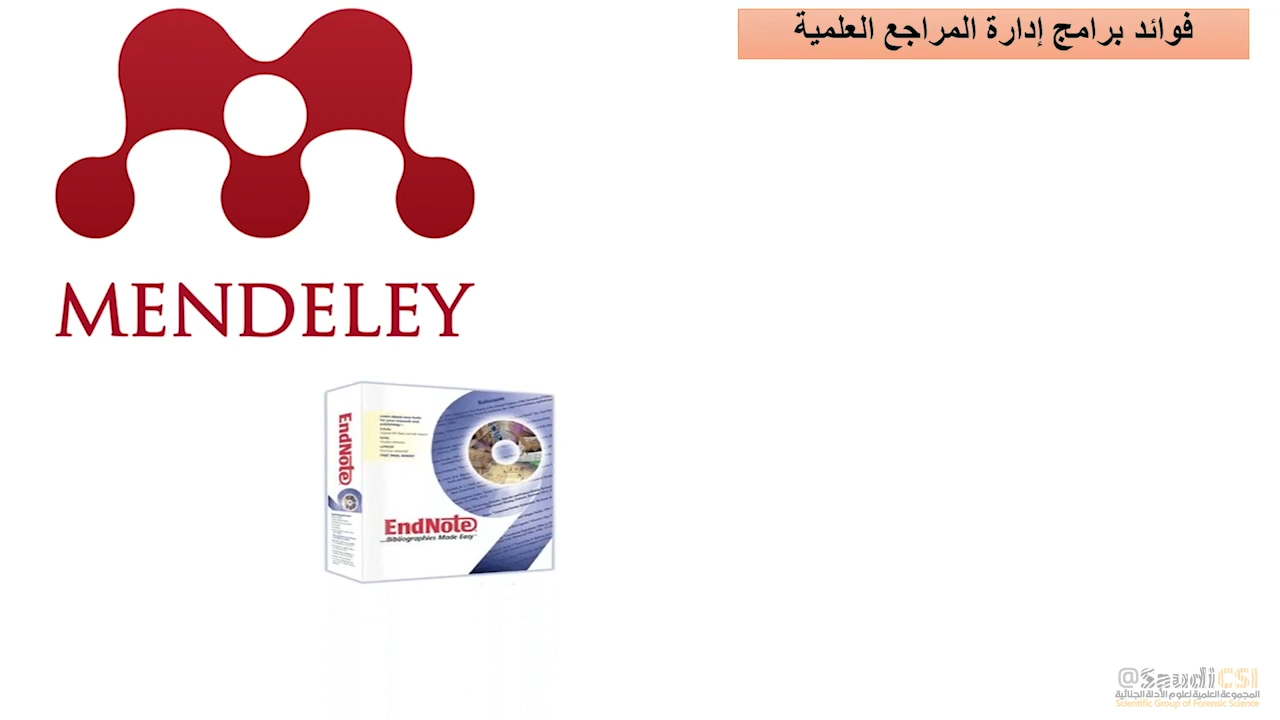 فوائد برامج إدارة المراجع العلمية
MENDELEY
EndNote
EndNote
...Bibliographies Made Easy
@SaudiCSI
المجموعة العلمية لعلوم الأدلة الجنائية
Scientific Group of Forensic Science